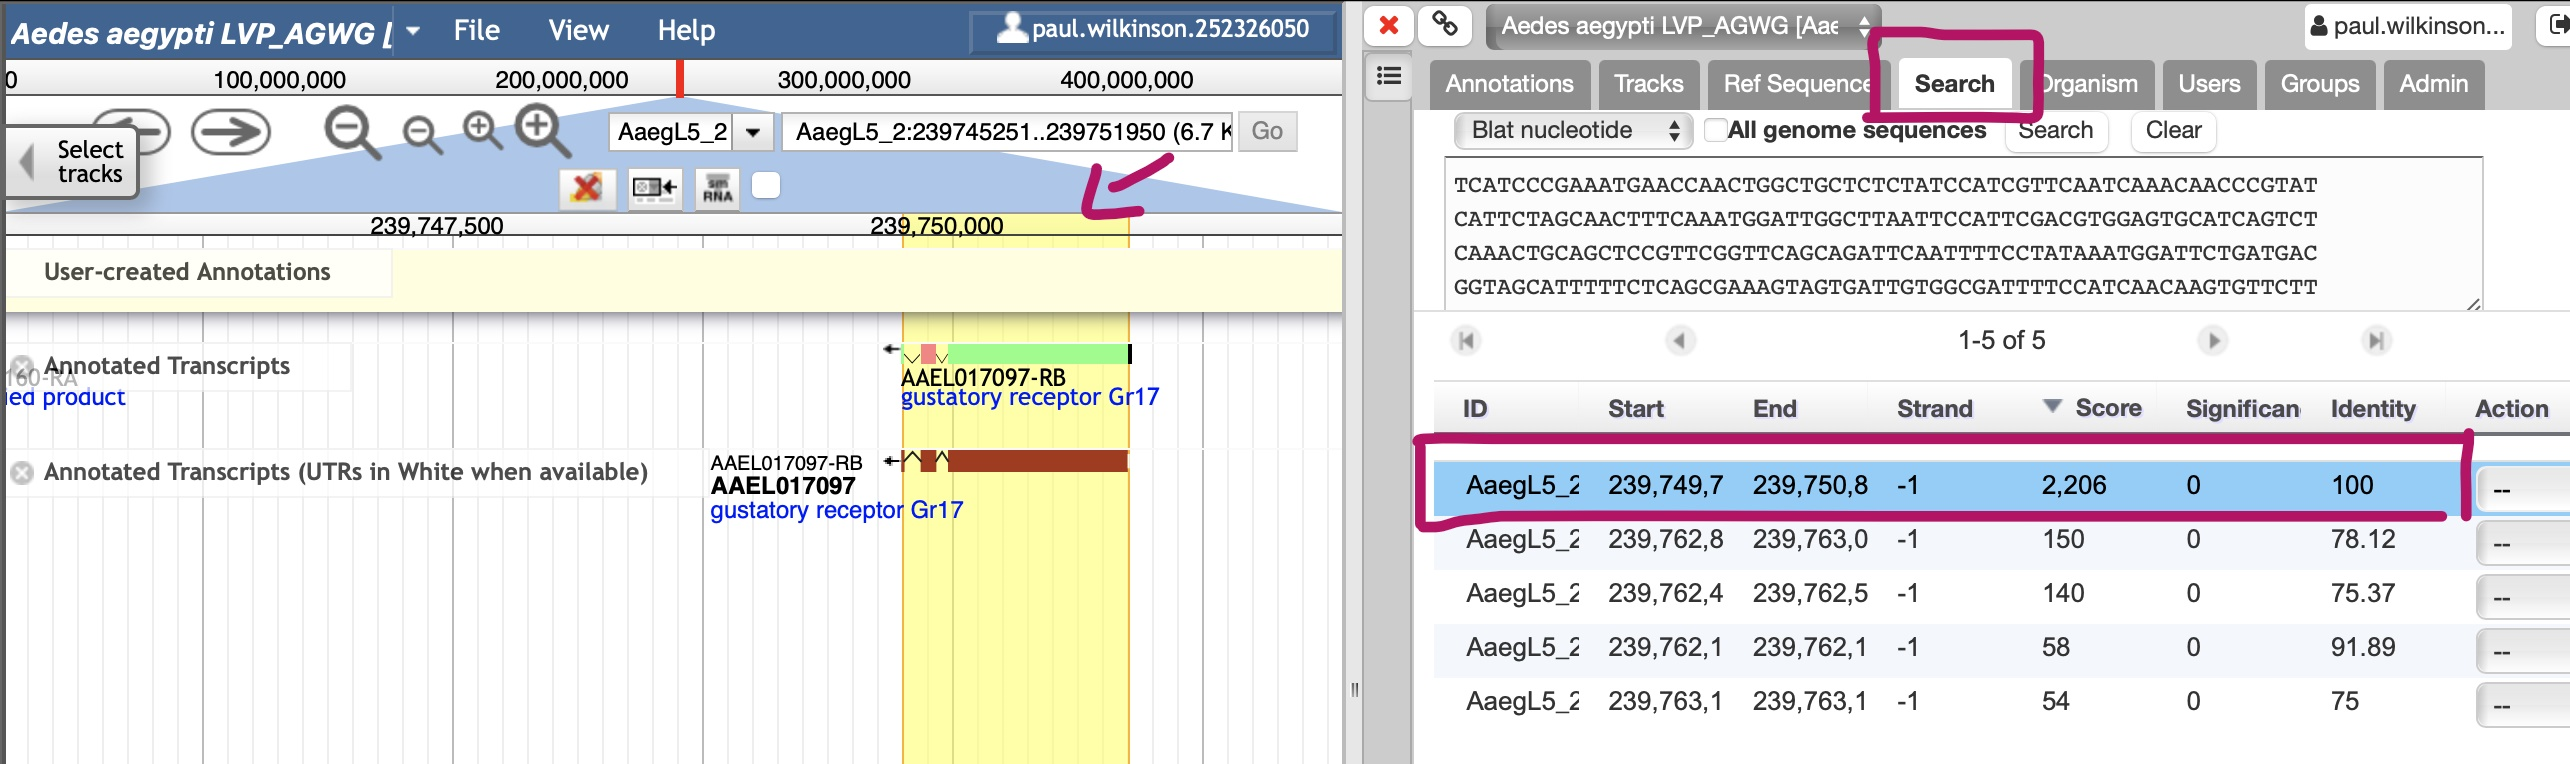 Aedes aegypti LVP_AGWG [
File
View
Help
paul.wilkinson.252326050
0
100,000,000
200,000,000
300,000,000
400,000,000
Select
tracks
AaegL5_2
AaegL5_2:239745251..239751950 (6.7 K
Go
sm
RNA
239,747,500
239,750,000
User-created Annotations
Annotated Transcripts
160-RA
ied product
AAEL017097-RB
gustatory receptor Gr17
Annotated Transcripts (UTRs in White when available)
AAEL017097-RB
AAEL017097
gustatory receptor Gr17
Aedes aegypti LVP_AGWG [Aae
paul.wilkinson...
Annotations
Tracks
Ref Sequence
Search
Organism
Users
Groups
Admin
Blat nucleotide
All genome sequences
Search
Clear
TCATCCCGAAATGAACCAACTGGCTGCTCTCTATCCATCGTTCAATCAAACAACCCGTAT
CATTCTAGCAACTTTCAAATGGATTGGCTTAATTCCATTCGACGTGGAGTGCATCAGTCT
CAAACTGCAGCTCCGTTCGGTTCAGCAGATTCAATTTTCCTATAAATGGATTCTGATGAC
GGTAGCATTTTTCTCAGCGAAAGTAGTGATTGTGGCGATTTTCCATCAACAAGTGTTCTT
1-5 of 5
ID Start End Strand Score Significan Identity Action
AaegL5_2 239,749,7 239,750,8 -1 2,206 0 100 --
AaegL5_2 239,762,8 239,763,0 -1 150 0 78.12 --
AaegL5_2 239,762,4 239,762,5 -1 140 0 75.37 --
AaegL5_2 239,762,1 239,762,1 -1 58 0 91.89 --
AaegL5_2 239,763,1 239,763,1 -1 54 0 75 --